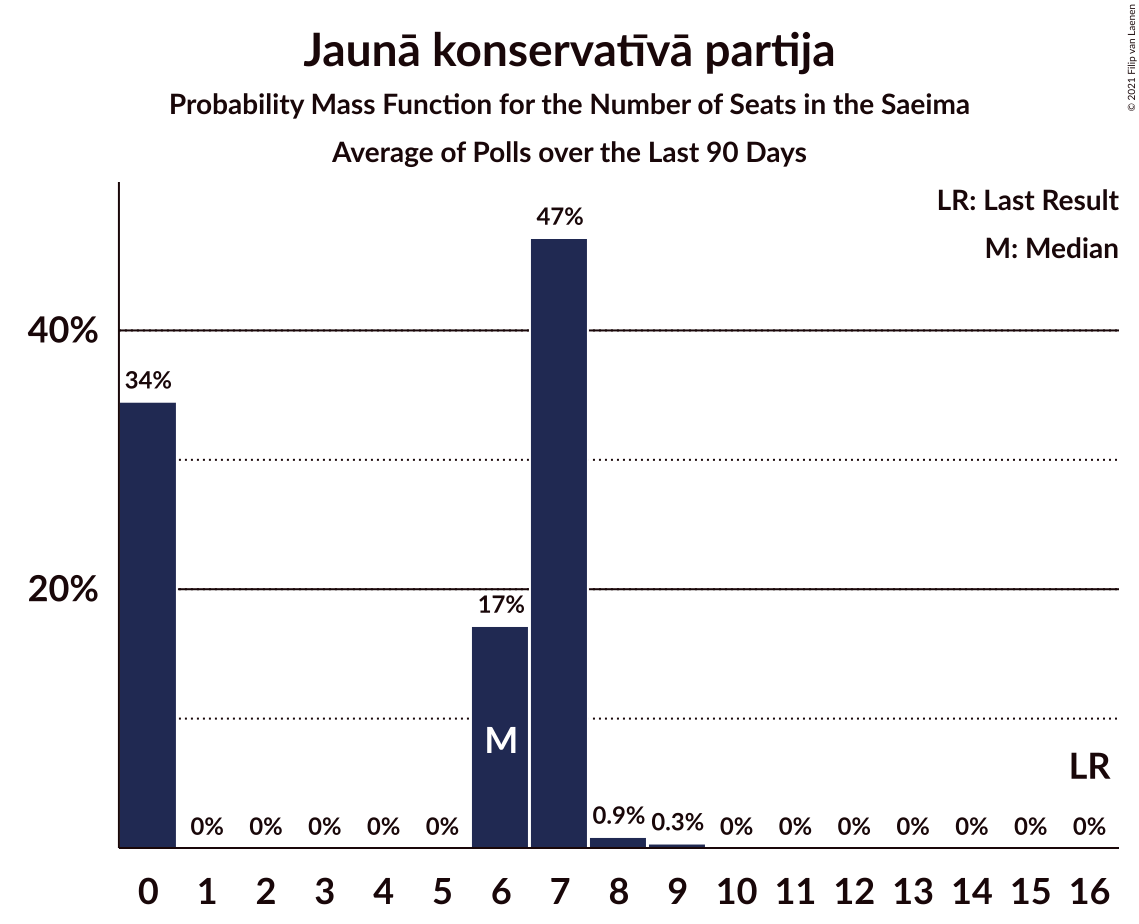 Jaunā konservatīvā partija
Probability Mass Function for the Number of Seats in the Saeima
Average of Polls over the Last 90 Days
© 2021 Filip van Laenen
LR: Last Result
M: Median
47%
40%
34%
20%
17%
M
LR
0% 0% 0% 0% 0% 0.9% 0.3% 0% 0% 0% 0% 0% 0% 0%
0 1 2 3 4 5 6 7 8 9 10 11 12 13 14 15 16